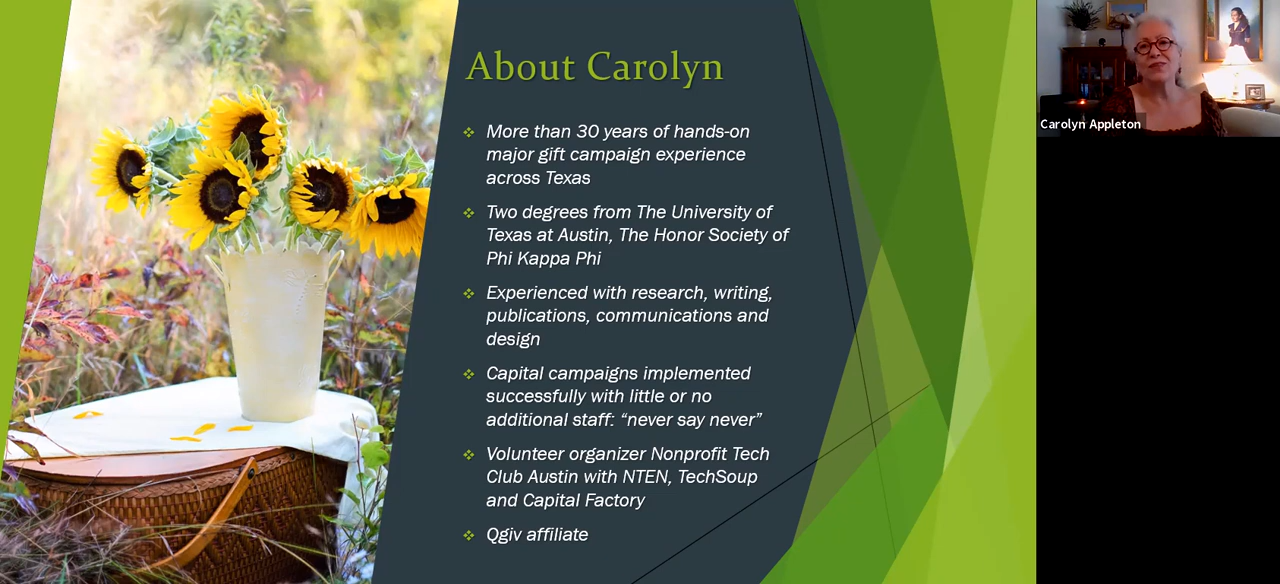 About Carolyn
More than 30 years of hands-on
major gift campaign experience
across Texas
Two degrees from The University of
Texas at Austin, The Honor Society of
Phi Kappa Phi
Experienced with research, writing,
publications, communications and
design
Capital campaigns implemented
successfully with little or no
additional staff: “never say never”
Volunteer organizer Nonprofit Tech
Club Austin with NTEN, TechSoup
and Capital Factory
Qgiv affiliate
Carolyn Appleton